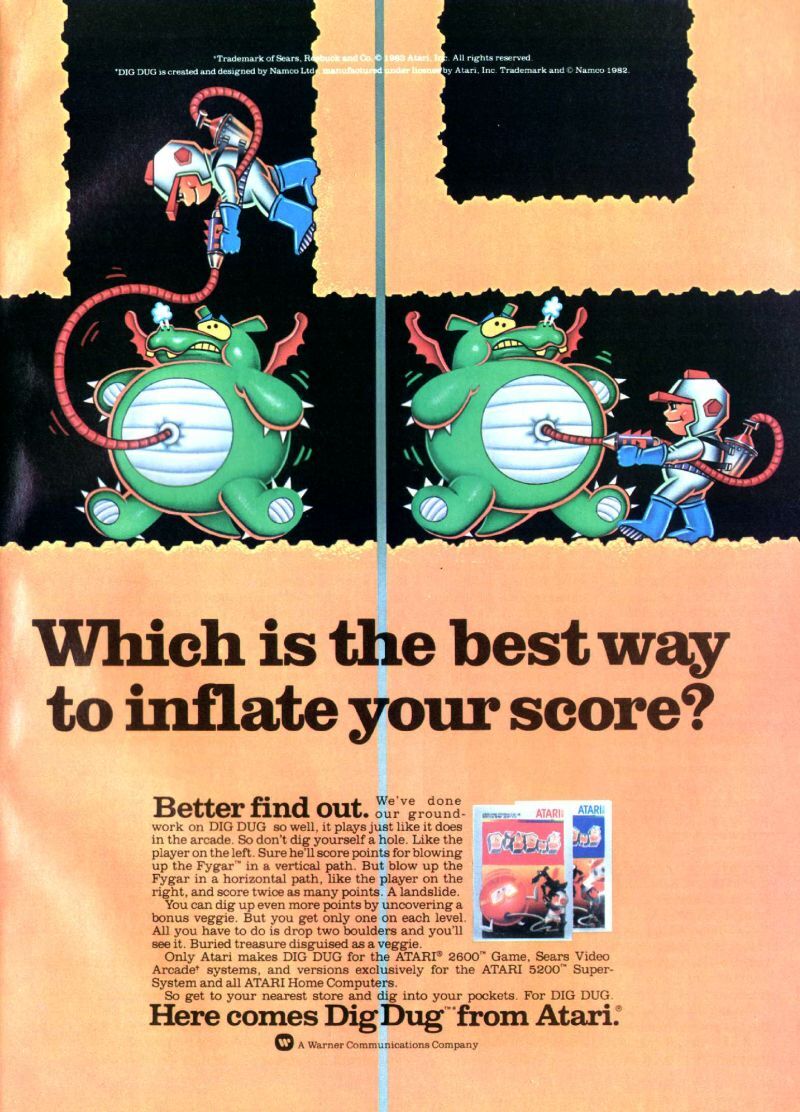 *Trademark of Sears, Roebuck and Co. © 1983 Atari, Inc. All rights reserved.
"DIG DUG is created and designed by Namco Ltd., manufactured under license by Atari, Inc. Trademark and © Namco 1982.
Which is the best way
to inflate your score?
Better find out. We've done
our ground-
work on DIG DUG so well, it plays just like it does
in the arcade. So don't dig yourself a hole. Like the
player on the left. Sure he'll score points for blowing
up the Fygar™ in a vertical path. But blow up the
Fygar in a horizontal path, like the player on the
right, and score twice as many points. A landslide.
You can dig up even more points by uncovering a
bonus veggie. But you get only one on each level.
All you have to do is drop two boulders and you'll
see it. Buried treasure disguised as a veggie.
Only Atari makes DIG DUG for the ATARI® 2600™ Game, Sears Video
Arcade† systems, and versions exclusively for the ATARI 5200™ Super-
System and all ATARI Home Computers.
So get to your nearest store and dig into your pockets. For DIG DUG.
Here comes Dig Dug™* from Atari.®
A Warner Communications Company
ATARI
ATARI
DIG DUG